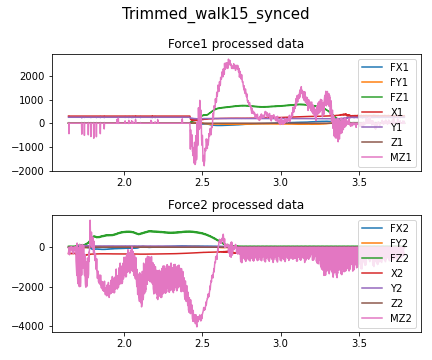 Trimmed_walk15_synced
Force1 processed data
2000
1000
0
−1000
−2000
2.0
2.5
3.0
3.5
FX1
FY1
FZ1
X1
Y1
Z1
MZ1
Force2 processed data
0
−2000
−4000
2.0
2.5
3.0
3.5
FX2
FY2
FZ2
X2
Y2
Z2
MZ2